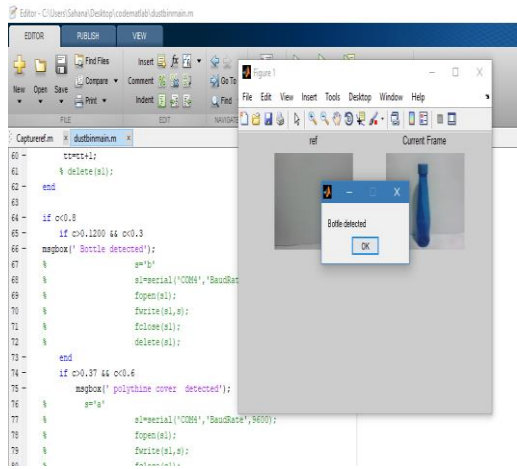 Editor - C:\Users\Sahana\Desktop\codematlab\dustbinmain.m
EDITOR PUBLISH VIEW
New Open Save
Find Files
Compare
Print
Insert fx
Comment %
Indent
Go To
Find
FILE EDIT NAVIGATE
Captureref.m × dustbinmain.m ×
60 - tt=tt+1;
61 % delete(s1);
62 - end
63
64 - if c<0.8
65 - if c>0.1200 && c<0.3
66 - msgbox(' Bottle detected');
67 % s='b'
68 % s1=serial('COM4','BaudRat
69 % fopen(s1);
70 % fwrite(s1,s);
71 % fclose(s1);
72 % delete(s1);
73 - end
74 - if c>0.37 && c<0.6
75 - msgbox(' polythine cover detected');
76 % s='a'
77 % s1=serial('COM4','BaudRate',9600);
78 % fopen(s1);
79 % fwrite(s1,s);
80 % fclose(s1);
Figure 1
File Edit View Insert Tools Desktop Window Help
ref Current Frame
Bottle detected
OK